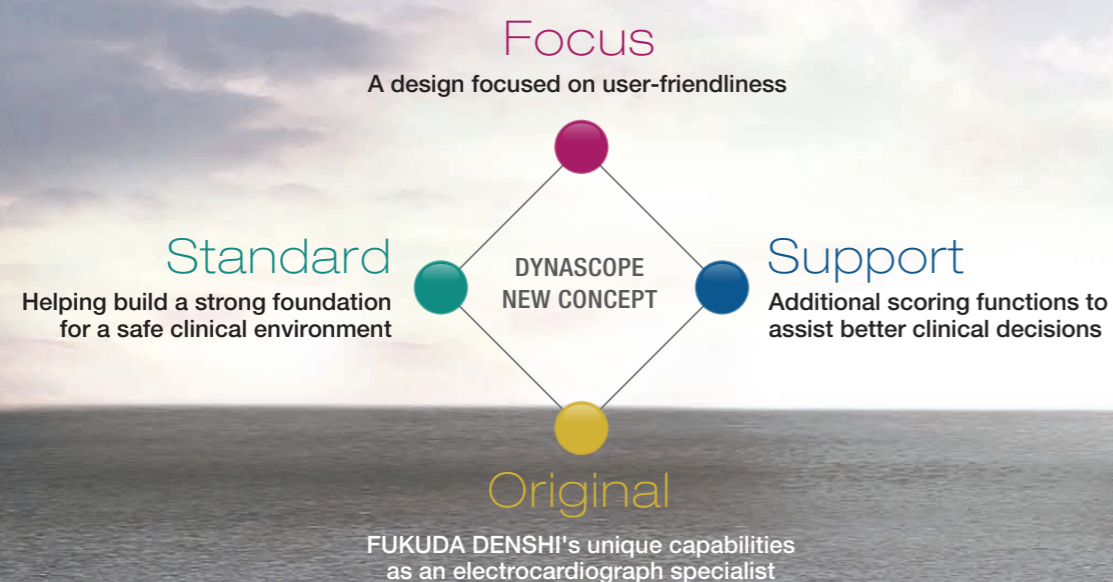 Focus
A design focused on user-friendliness
Standard
Helping build a strong foundation
for a safe clinical environment
DYNASCOPE
NEW CONCEPT
Support
Additional scoring functions to
assist better clinical decisions
Original
FUKUDA DENSHI's unique capabilities
as an electrocardiograph specialist